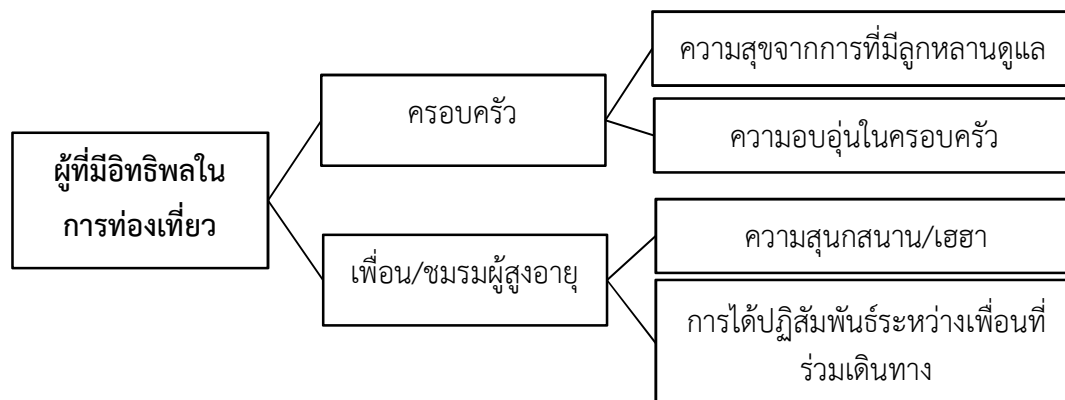 ผู้ที่มีอิทธิพลใน
การท่องเที่ยว
ครอบครัว
ความสุขจากการที่มีลูกหลานดูแล
ความอบอุ่นในครอบครัว
เพื่อน/ชมรมผู้สูงอายุ
ความสุนกสนาน/เฮฮา
การได้ปฏิสัมพันธ์ระหว่างเพื่อนที่
ร่วมเดินทาง